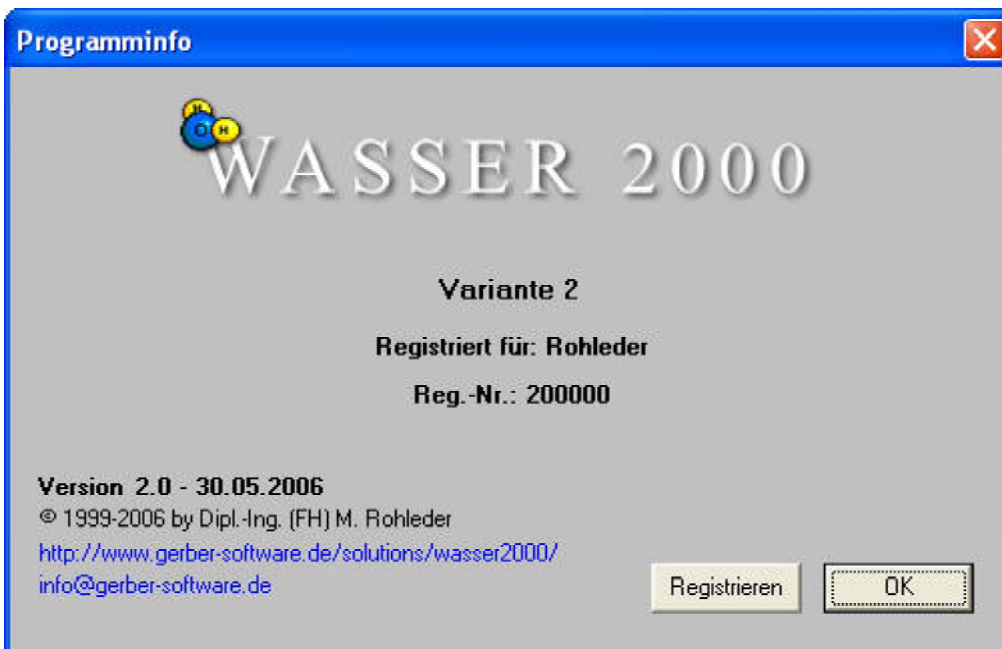 Programminfo
H
O H
WASSER 2000
Variante 2
Registriert für: Rohleder
Reg.-Nr.: 200000
Version 2.0 - 30.05.2006
© 1999-2006 by Dipl.-Ing. (FH) M. Rohleder
http://www.gerber-software.de/solutions/wasser2000/
info@gerber-software.de
Registrieren OK